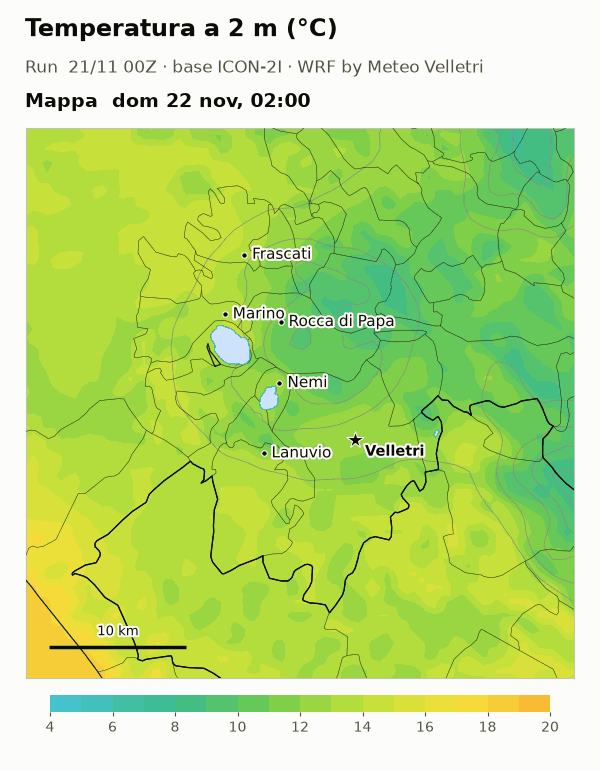 Temperatura a 2 m (°C)
Run  21/11 00Z · base ICON-2I · WRF by Meteo Velletri
Mappa  dom 22 nov, 02:00
Frascati
Marino
Rocca di Papa
Nemi
Velletri
Lanuvio
10 km
4 6 8 10 12 14 16 18 20